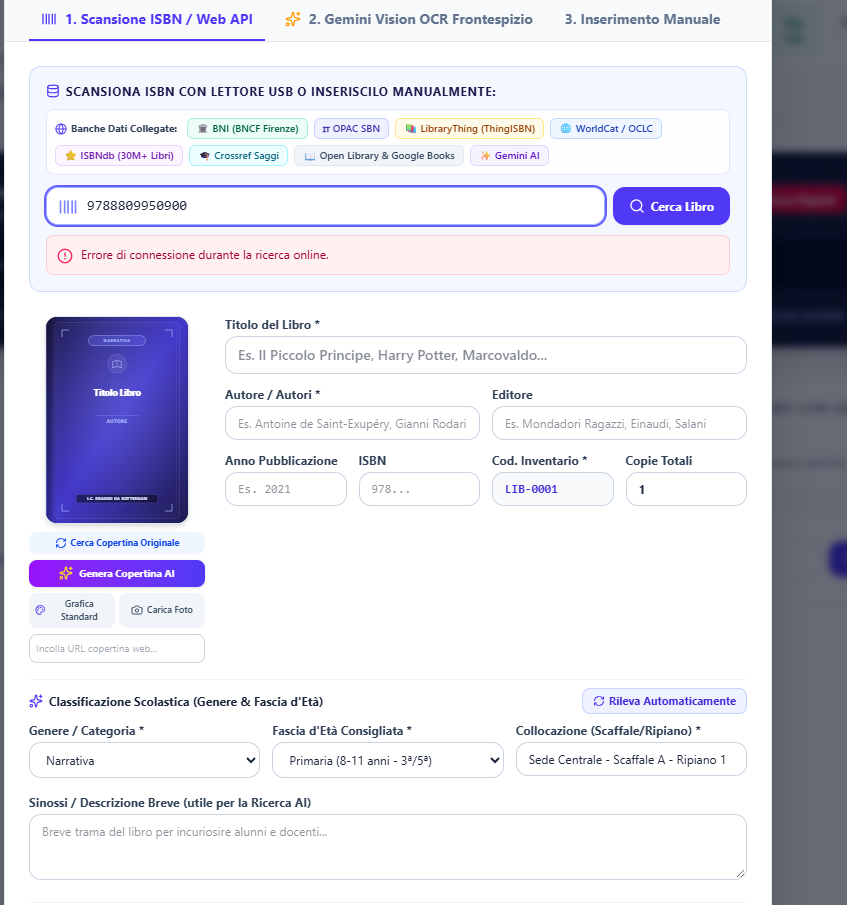 1. Scansione ISBN / Web API
2. Gemini Vision OCR Frontespizio
3. Inserimento Manuale
SCANSIONA ISBN CON LETTORE USB O INSERISCILO MANUALMENTE:
Banche Dati Collegate:
BNI (BNCF Firenze)
OPAC SBN
LibraryThing (ThingISBN)
WorldCat / OCLC
ISBNdb (30M+ Libri)
Crossref Saggi
Open Library & Google Books
Gemini AI
9788809950900
Cerca Libro
Errore di connessione durante la ricerca online.
NARRATIVA
Titolo Libro
AUTORE
I.C. ERASMO DA ROTTERDAM
Cerca Copertina Originale
Genera Copertina AI
Grafica
Standard
Carica Foto
Incolla URL copertina web...
Titolo del Libro *
Es. Il Piccolo Principe, Harry Potter, Marcovaldo...
Autore / Autori *
Editore
Es. Antoine de Saint-Exupéry, Gianni Rodari
Es. Mondadori Ragazzi, Einaudi, Salani
Anno Pubblicazione
ISBN
Cod. Inventario *
Copie Totali
Es. 2021
978...
LIB-0001
1
Classificazione Scolastica (Genere & Fascia d'Età)
Rileva Automaticamente
Genere / Categoria *
Fascia d'Età Consigliata *
Collocazione (Scaffale/Ripiano) *
Narrativa
Primaria (8-11 anni - 3ª/5ª)
Sede Centrale - Scaffale A - Ripiano 1
Sinossi / Descrizione Breve (utile per la Ricerca AI)
Breve trama del libro per incuriosire alunni e docenti...